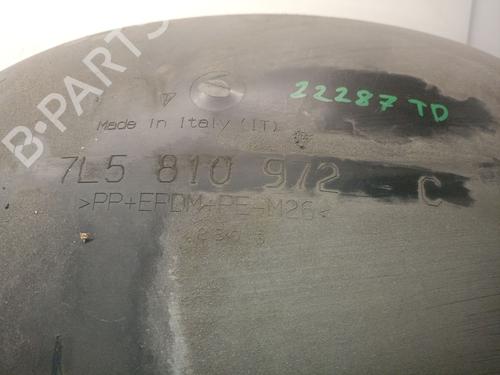 B-PARTS
22287 TD
Made in Italy (IT)
7L5 810 972 C
>PP+EPDM+PE-M26<